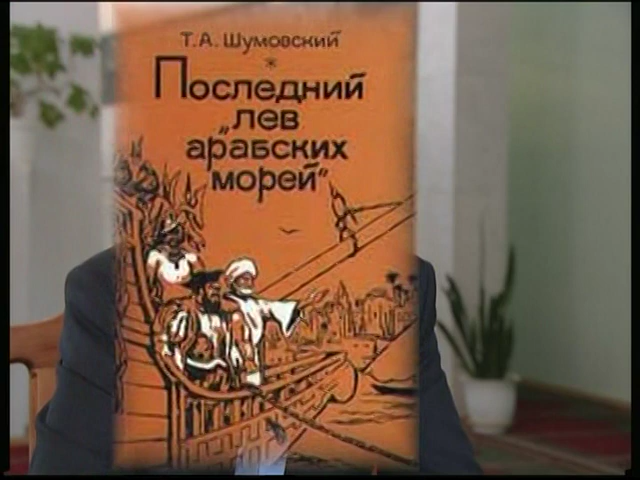 Т.А. Шумовский
*
Последний
„лев
арабских
морей"